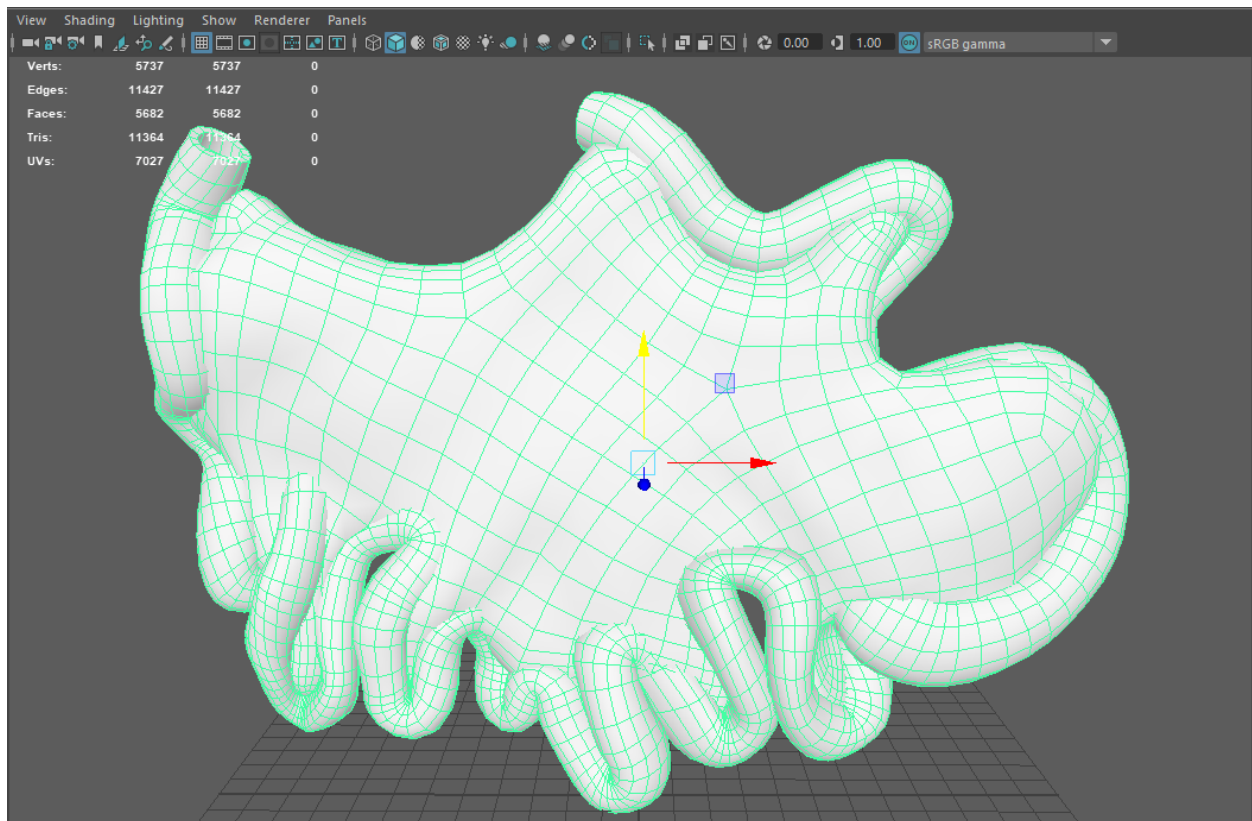 View Shading Lighting Show Renderer Panels
0.00 1.00 ON sRGB gamma
Verts: 5737 5737 0
Edges: 11427 11427 0
Faces: 5682 5682 0
Tris: 11364 11364 0
UVs: 7027 7027 0